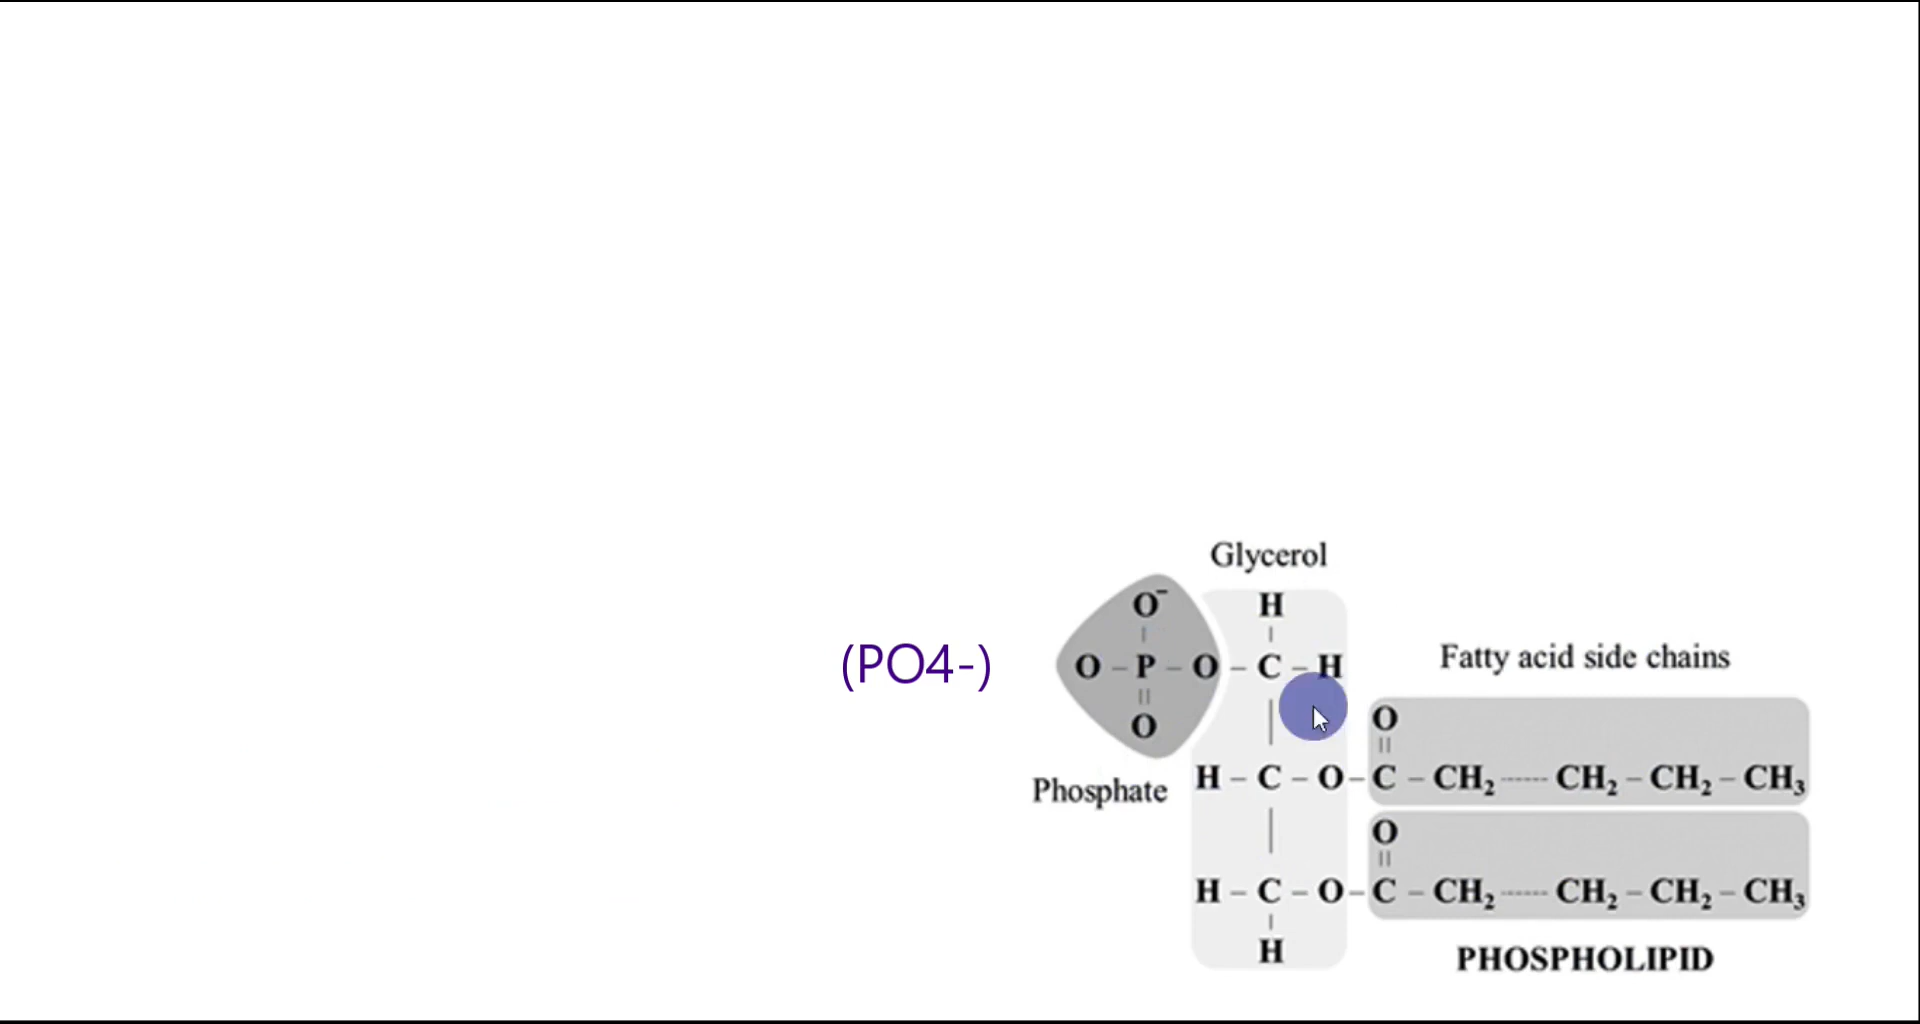 Glycerol
O⁻ H
(PO4-) O – P – O – C – H
Fatty acid side chains
O O
Phosphate H – C – O – C – CH₂ ------ CH₂ – CH₂ – CH₃
O
H – C – O – C – CH₂ ------ CH₂ – CH₂ – CH₃
H
PHOSPHOLIPID